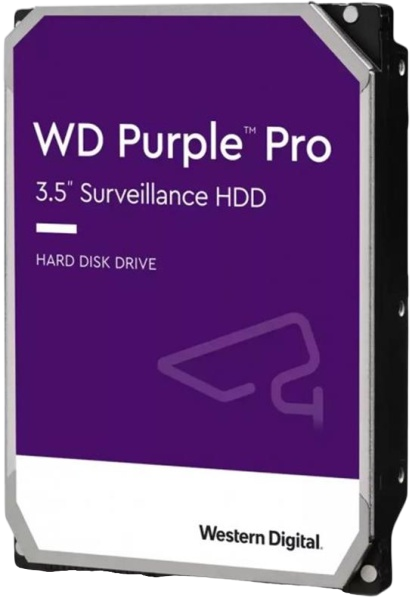 WD Purple™ Pro
3.5" Surveillance HDD
HARD DISK DRIVE
Western Digital.